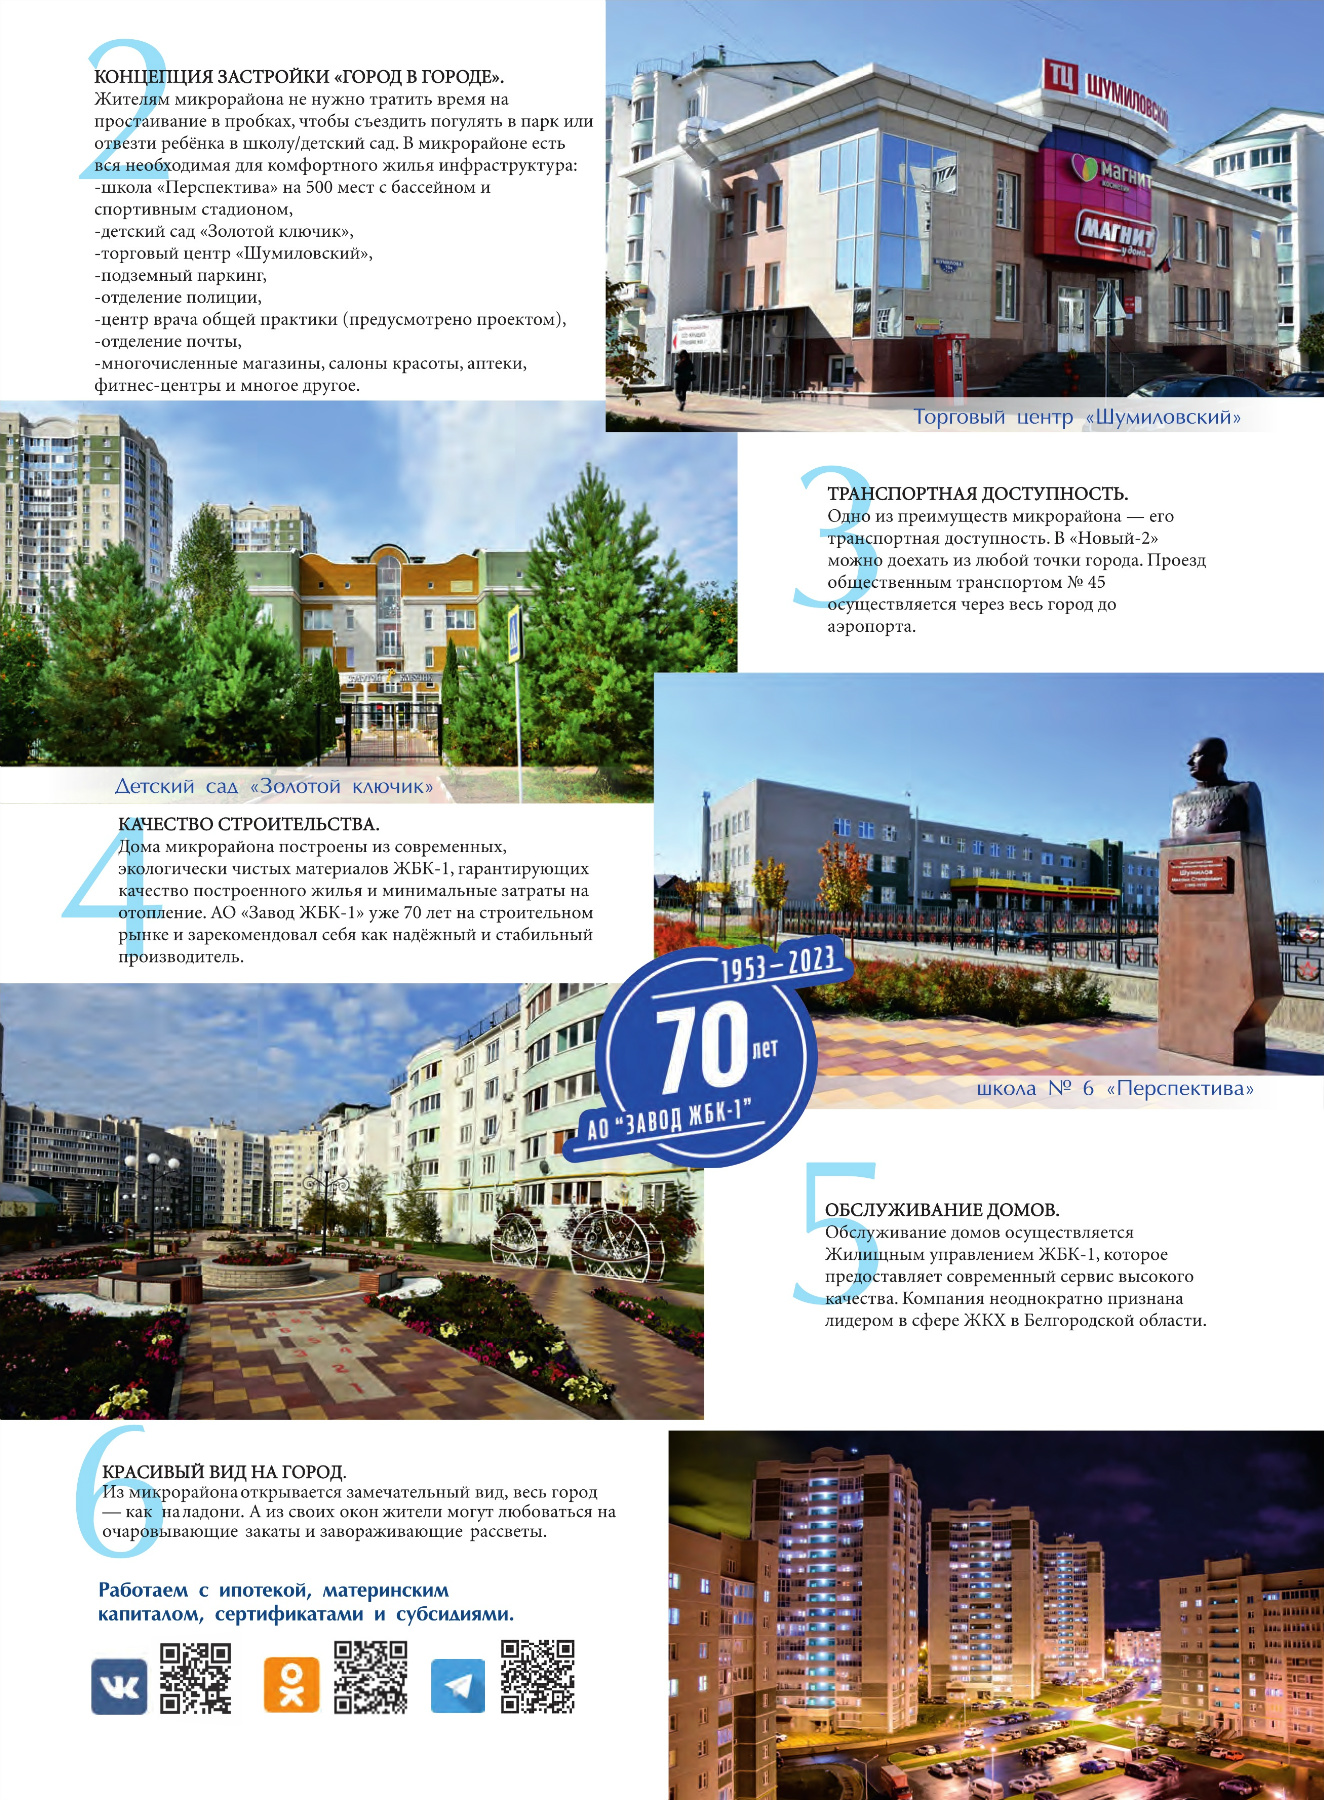 2
КОНЦЕПЦИЯ ЗАСТРОЙКИ «ГОРОД В ГОРОДЕ».
Жителям микрорайона не нужно тратить время на
простаивание в пробках, чтобы съездить погулять в парк или
отвезти ребёнка в школу/детский сад. В микрорайоне есть
вся необходимая для комфортного жилья инфраструктура:
-школа «Перспектива» на 500 мест с бассейном и
спортивным стадионом,
-детский сад «Золотой ключик»,
-торговый центр «Шумиловский»,
-подземный паркинг,
-отделение полиции,
-центр врача общей практики (предусмотрено проектом),
-отделение почты,
-многочисленные магазины, салоны красоты, аптеки,
фитнес-центры и многое другое.
ТЦ ШУМИЛОВСКИЙ
МАГНИТ
КОСМЕТИК
МАГНИТ
у дома
Торговый центр «Шумиловский»
3
ТРАНСПОРТНАЯ ДОСТУПНОСТЬ.
Одно из преимуществ микрорайона — его
транспортная доступность. В «Новый-2»
можно доехать из любой точки города. Проезд
общественным транспортом № 45
осуществляется через весь город до
аэропорта.
Детский сад «Золотой ключик»
4
КАЧЕСТВО СТРОИТЕЛЬСТВА.
Дома микрорайона построены из современных,
экологически чистых материалов ЖБК-1, гарантирующих
качество построенного жилья и минимальные затраты на
отопление. АО «Завод ЖБК-1» уже 70 лет на строительном
рынке и зарекомендовал себя как надёжный и стабильный
производитель.
Шумилов
1953–2023
70 лет
АО "ЗАВОД ЖБК-1"
школа № 6 «Перспектива»
5
ОБСЛУЖИВАНИЕ ДОМОВ.
Обслуживание домов осуществляется
Жилищным управлением ЖБК-1, которое
предоставляет современный сервис высокого
качества. Компания неоднократно признана
лидером в сфере ЖКХ в Белгородской области.
6
КРАСИВЫЙ ВИД НА ГОРОД.
Из микрорайона открывается замечательный вид, весь город
— как на ладони. А из своих окон жители могут любоваться на
очаровывающие закаты и завораживающие рассветы.
Работаем с ипотекой, материнским
капиталом, сертификатами и субсидиями.